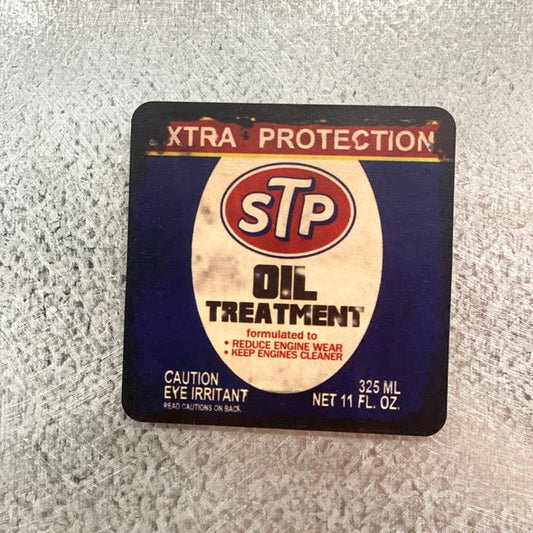 XTRA PROTECTION
STP
OIL
TREATMENT
formulated to
• REDUCE ENGINE WEAR
• KEEP ENGINES CLEANER
CAUTION
EYE IRRITANT
READ CAUTIONS ON BACK.
325 ML
NET 11 FL. OZ.